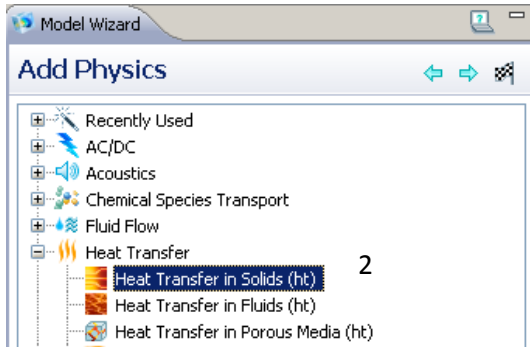 Model Wizard
Add Physics
Recently Used
AC/DC
Acoustics
Chemical Species Transport
Fluid Flow
Heat Transfer
Heat Transfer in Solids (ht)
2
Heat Transfer in Fluids (ht)
Heat Transfer in Porous Media (ht)